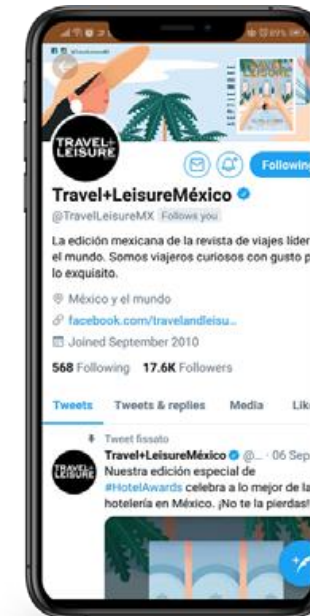 89%
SEPTIEMBRE
TRAVEL+
LEISURE
TRAVEL+
LEISURE
Following
Travel+LeisureMéxico
@TravelLeisureMX Follows you
La edición mexicana de la revista de viajes líder
el mundo. Somos viajeros curiosos con gusto p
lo exquisito.
México y el mundo
facebook.com/travelandleisu...
Joined September 2010
568 Following 17.6K Followers
Tweets Tweets & replies Media Lik
Tweet fissato
TRAVEL+
LEISURE
Travel+LeisureMéxico @... · 06 Sep
Nuestra edición especial de
#HotelAwards celebra a lo mejor de la
hotelería en México. ¡No te la pierdas!